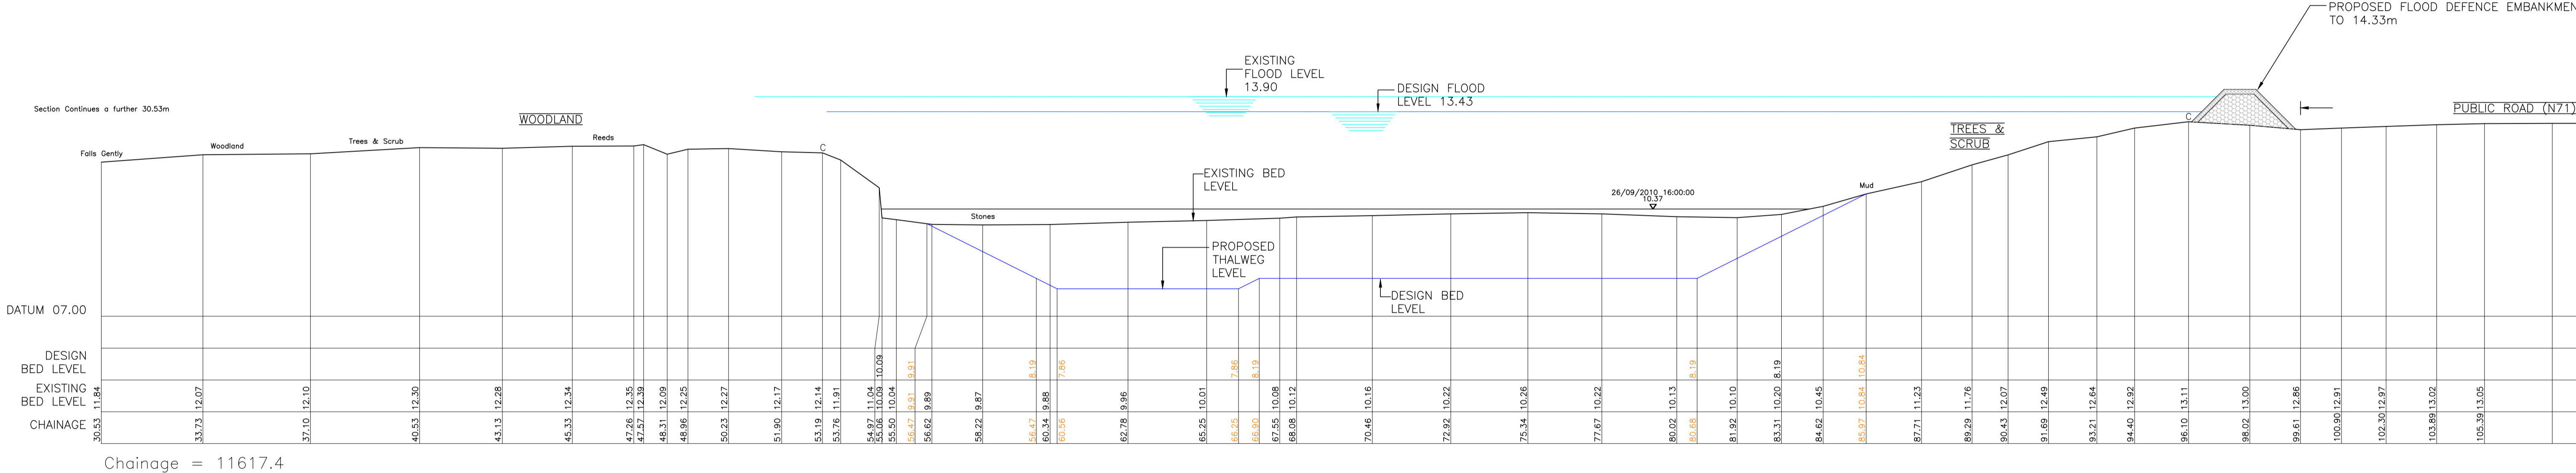 PROPOSED FLOOD DEFENCE EMBANKMEN
TO 14.33m
EXISTING
FLOOD LEVEL
13.90
DESIGN FLOOD
LEVEL 13.43
Section Continues a further 30.53m
WOODLAND
PUBLIC ROAD (N71)
C
TREES &
SCRUB
Falls Gently
Woodland
Trees & Scrub
Reeds
C
EXISTING BED
LEVEL
Mud
26/09/2010 16:00:00
10.37
Stones
PROPOSED
THALWEG
LEVEL
DESIGN BED
LEVEL
DATUM 07.00
DESIGN
BED LEVEL
10.09 9.91 8.19 7.86 7.86 8.19 8.19 8.19 10.84
EXISTING
BED LEVEL
11.84 12.07 12.10 12.30 12.28 12.34 12.35 12.39 12.09 12.25 12.27 12.17 12.14 11.91 11.04 10.09 10.04 9.91 9.89 9.87 9.88 9.96 10.01 10.08 10.12 10.16 10.22 10.26 10.22 10.13 10.10 10.20 10.45 10.84 11.23 11.76 12.07 12.49 12.64 12.92 13.11 13.00 12.86 12.91 12.97 13.02 13.05
CHAINAGE
30.53 33.73 37.10 40.53 43.13 45.33 47.26 47.57 48.31 48.96 50.23 51.90 53.19 53.76 54.97 55.06 55.50 56.47 56.62 58.22 56.47 60.34 60.56 62.78 65.25 66.25 66.90 67.55 68.08 70.46 72.92 75.34 77.67 80.02 80.68 81.92 83.31 84.62 85.97 87.71 89.29 90.43 91.69 93.21 94.40 96.10 98.02 99.61 100.90 102.30 103.89 105.39
Chainage = 11617.4